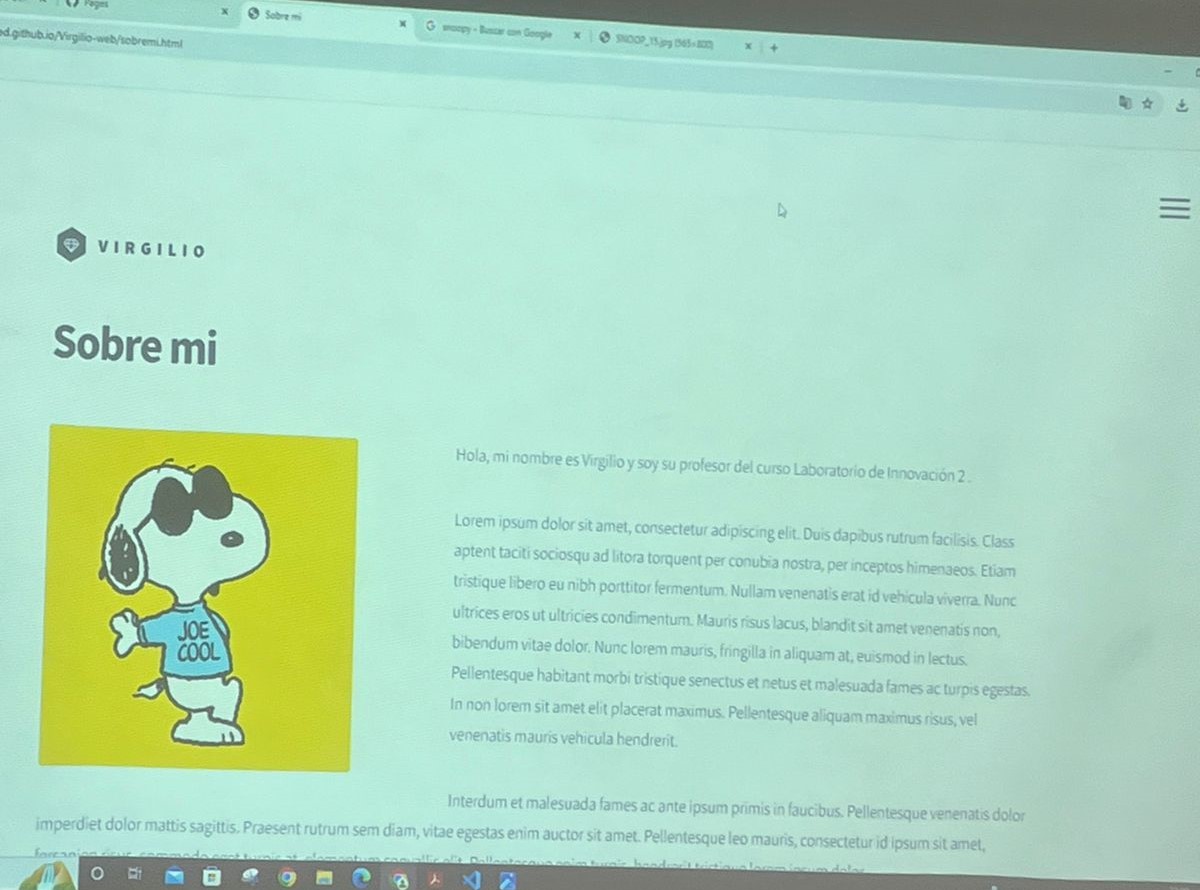 Pages
Sobre mi
snoopy - Buscar con Google
SNOOP_15.jpg (565×800)
ed.github.io/Virgilio-web/sobremi.html
VIRGILIO
Sobre mi
JOE
COOL
Hola, mi nombre es Virgilio y soy su profesor del curso Laboratorio de Innovación 2 .
Lorem ipsum dolor sit amet, consectetur adipiscing elit. Duis dapibus rutrum facilisis. Class
aptent taciti sociosqu ad litora torquent per conubia nostra, per inceptos himenaeos. Etiam
tristique libero eu nibh porttitor fermentum. Nullam venenatis erat id vehicula viverra. Nunc
ultrices eros ut ultricies condimentum. Mauris risus lacus, blandit sit amet venenatis non,
bibendum vitae dolor. Nunc lorem mauris, fringilla in aliquam at, euismod in lectus.
Pellentesque habitant morbi tristique senectus et netus et malesuada fames ac turpis egestas.
In non lorem sit amet elit placerat maximus. Pellentesque aliquam maximus risus, vel
venenatis mauris vehicula hendrerit.
Interdum et malesuada fames ac ante ipsum primis in faucibus. Pellentesque venenatis dolor
imperdiet dolor mattis sagittis. Praesent rutrum sem diam, vitae egestas enim auctor sit amet. Pellentesque leo mauris, consectetur id ipsum sit amet,